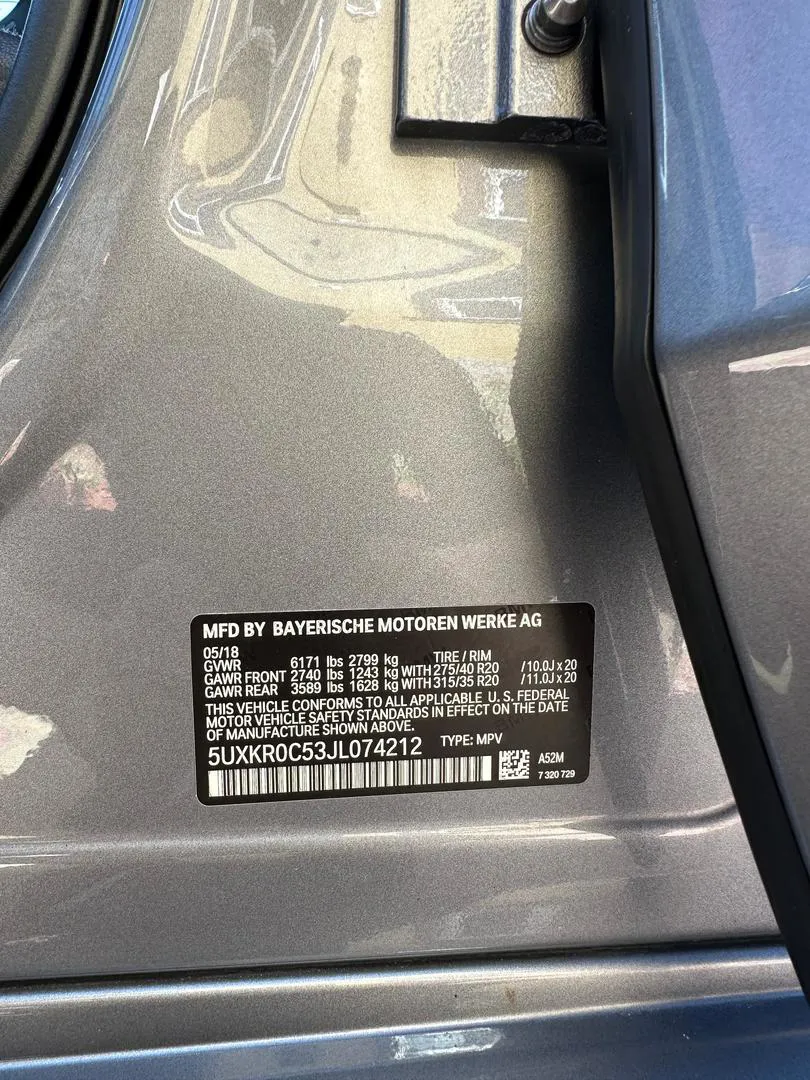 MFD BY BAYERISCHE MOTOREN WERKE AG
05/18
GVWR 6171 lbs 2799 kg TIRE / RIM
GAWR FRONT 2740 lbs 1243 kg WITH 275/40 R20 /10.0J x 20
GAWR REAR 3589 lbs 1628 kg WITH 315/35 R20 /11.0J x 20
THIS VEHICLE CONFORMS TO ALL APPLICABLE U.S. FEDERAL
MOTOR VEHICLE SAFETY STANDARDS IN EFFECT ON THE DATE
OF MANUFACTURE SHOWN ABOVE.
5UXKR0C53JL074212 TYPE: MPV
A52M
7 320 729